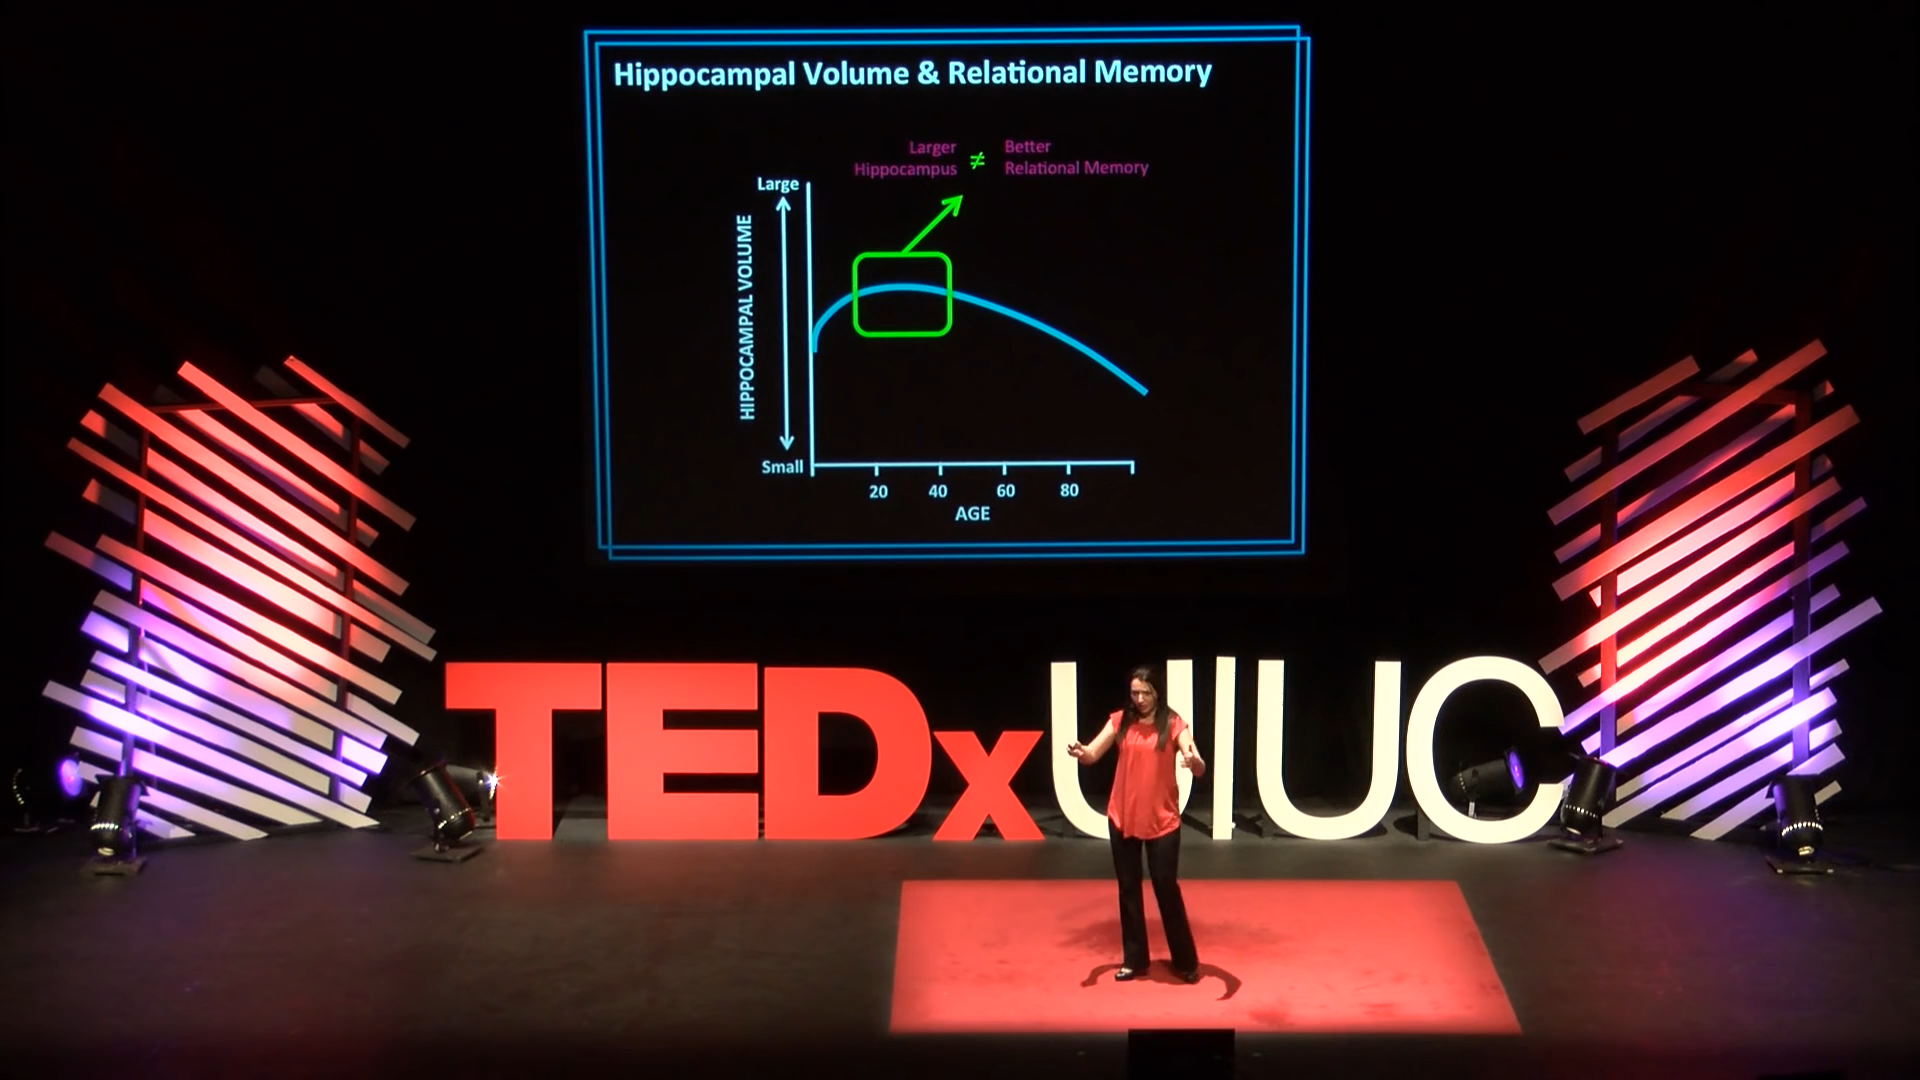 Hippocampal Volume & Relational Memory
Larger
Hippocampus
≠
Better
Relational Memory
Large
HIPPOCAMPAL VOLUME
Small
20 40 60 80
AGE
TEDxUIUC